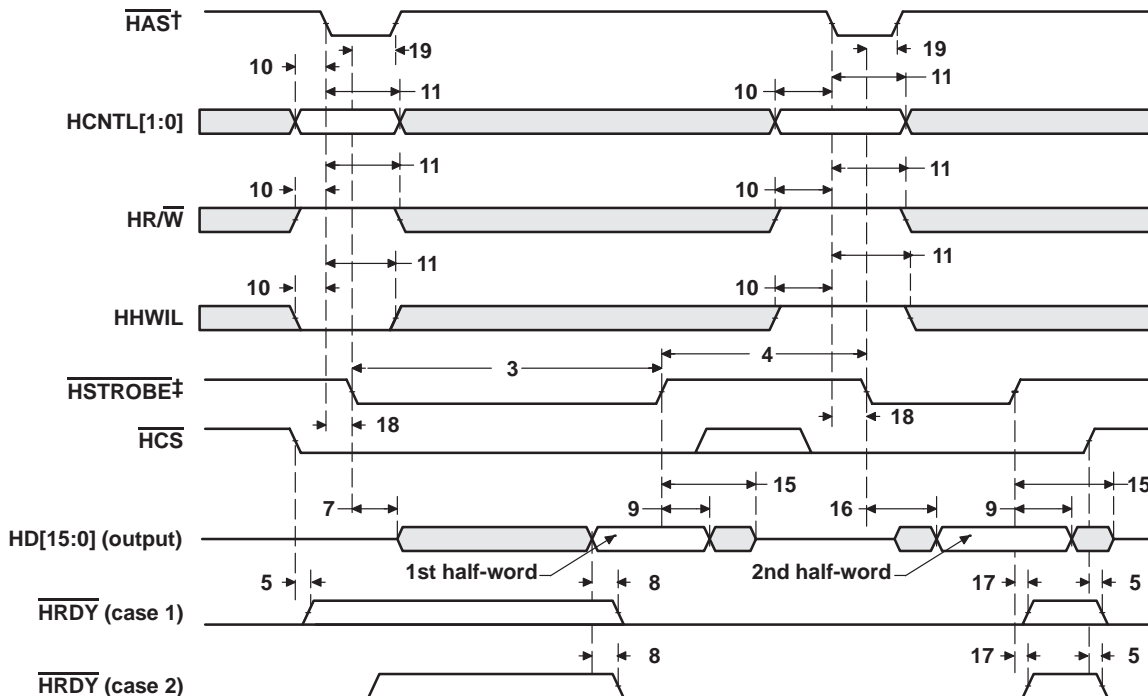 HAS†
19 19
10 11 10 11
HCNTL[1:0]
11 11
10 10
HR/W
11 11
10 10
HHWIL
3 4
HSTROBE‡
18 18
HCS
15 15
7 9 16 9
HD[15:0] (output)
1st half-word 2nd half-word
5 8 17 5
HRDY (case 1)
8 17 5
HRDY (case 2)